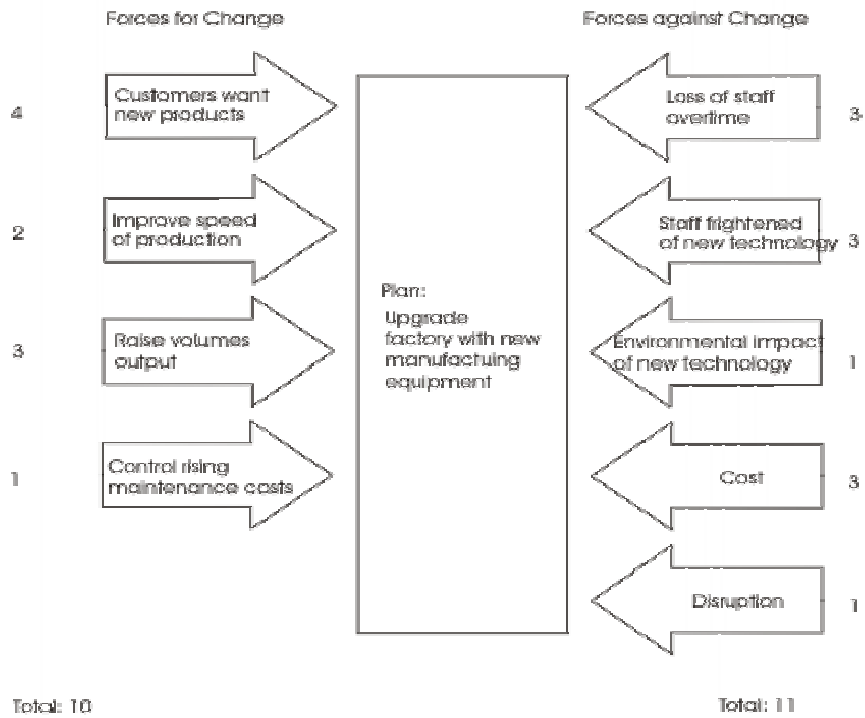 Forces for Change
Forces against Change
4
Customers want
new products
Loss of staff
overtime
3
2
Improve speed
of production
Staff frightened
of new technology
3
Plan:
Upgrade
factory with new
manufactuing
equipment
3
Raise volumes
output
Environmental impact
of new technology
1
1
Control rising
maintenance costs
Cost
3
Disruption
1
Total: 10
Total: 11